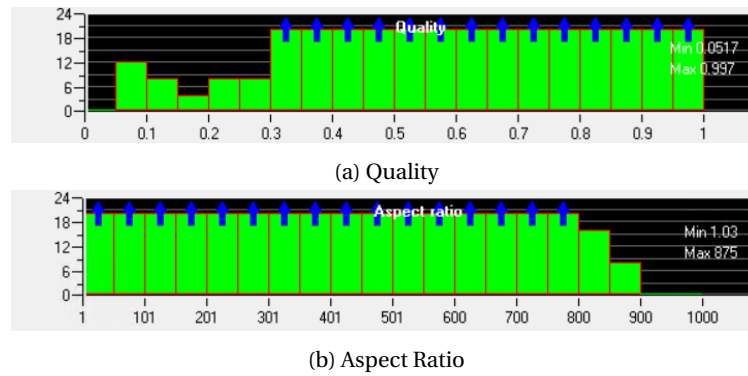 24
Quality
18
Min 0.0517
12
Max 0.997
6
0
0 0.1 0.2 0.3 0.4 0.5 0.6 0.7 0.8 0.9 1
(a) Quality
24
Aspect ratio
18
Min 1.03
12
Max 875
6
0
1 101 201 301 401 501 600 700 800 900 1000
(b) Aspect Ratio